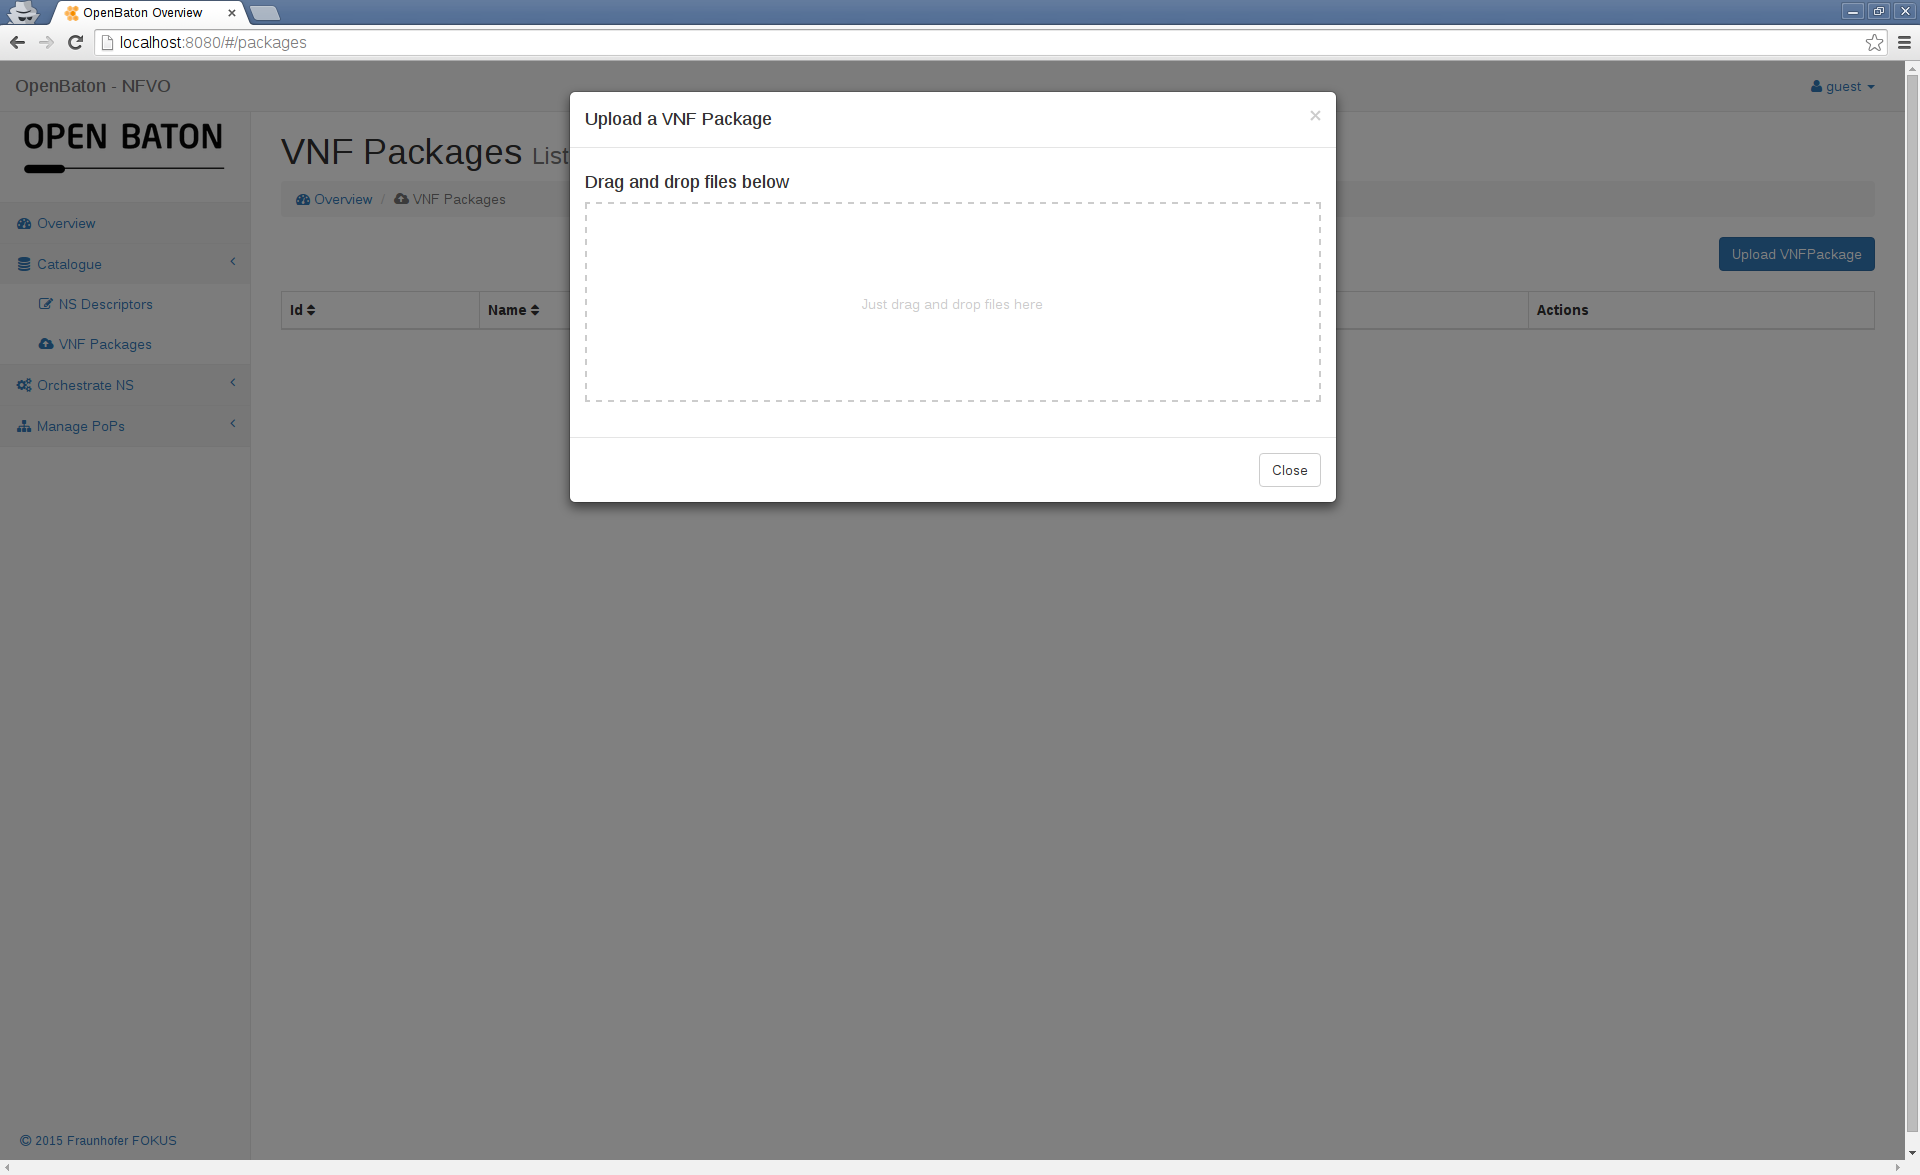 OpenBaton Overview
localhost:8080/#/packages
OpenBaton - NFVO
guest
OPEN BATON
Overview
Catalogue
NS Descriptors
VNF Packages
Orchestrate NS
Manage PoPs
© 2015 Fraunhofer FOKUS
VNF Packages List
Overview / VNF Packages
Upload VNFPackage
Id Name Actions
Upload a VNF Package ×
Drag and drop files below
Just drag and drop files here
Close